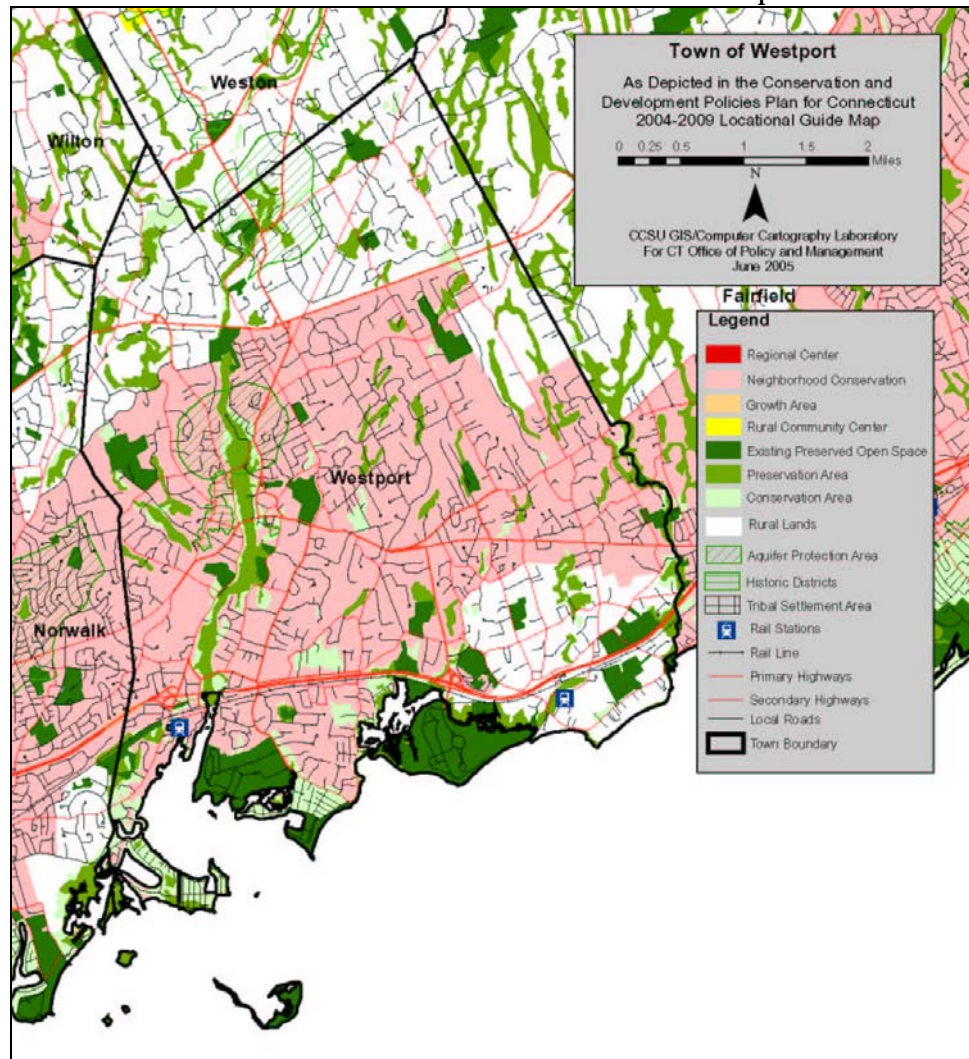 Town of Westport
As Depicted in the Conservation and
Development Policies Plan for Connecticut
2004-2009 Locational Guide Map
0 0.25 0.5 1 1.5 2
Miles
N
CCSU GIS/Computer Cartography Laboratory
For CT Office of Policy and Management
June 2005
Weston
Wilton
Fairfield
Westport
Norwalk
Legend
Regional Center
Neighborhood Conservation
Growth Area
Rural Community Center
Existing Preserved Open Space
Preservation Area
Conservation Area
Rural Lands
Aquifer Protection Area
Historic Districts
Tribal Settlement Area
Rail Stations
Rail Line
Primary Highways
Secondary Highways
Local Roads
Town Boundary